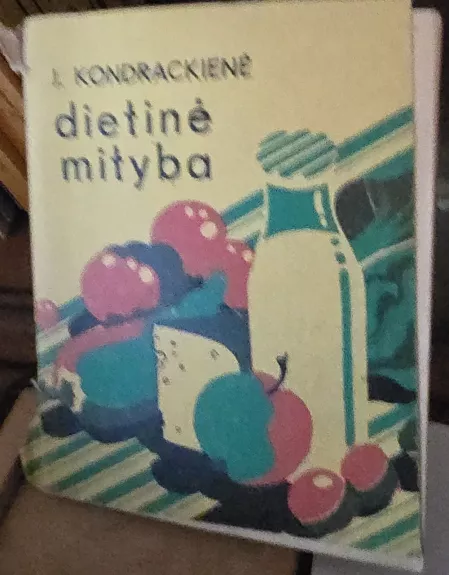 J. KONDRACKIENĖ
dietinė
mityba